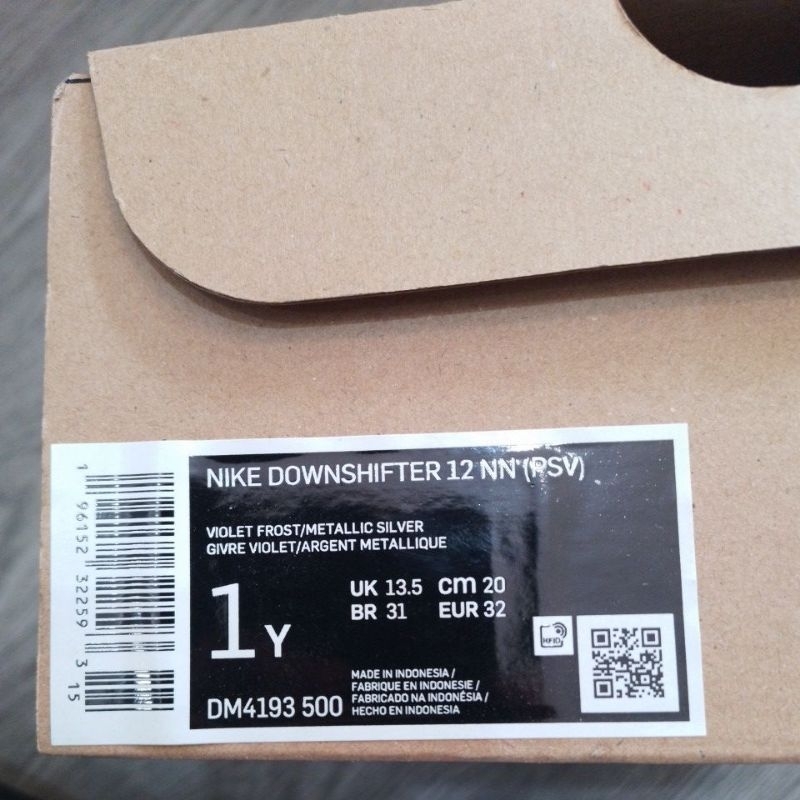 NIKE DOWNSHIFTER 12 NN (PSV)
VIOLET FROST/METALLIC SILVER
GIVRE VIOLET/ARGENT METALLIQUE
1Y
UK 13.5 cm 20
BR 31 EUR 32
DM4193 500
MADE IN INDONESIA /
FABRIQUE EN INDONESIE /
FABRICADO NA INDONÉSIA /
HECHO EN INDONESIA
RFID
1 96152 32259 3 15